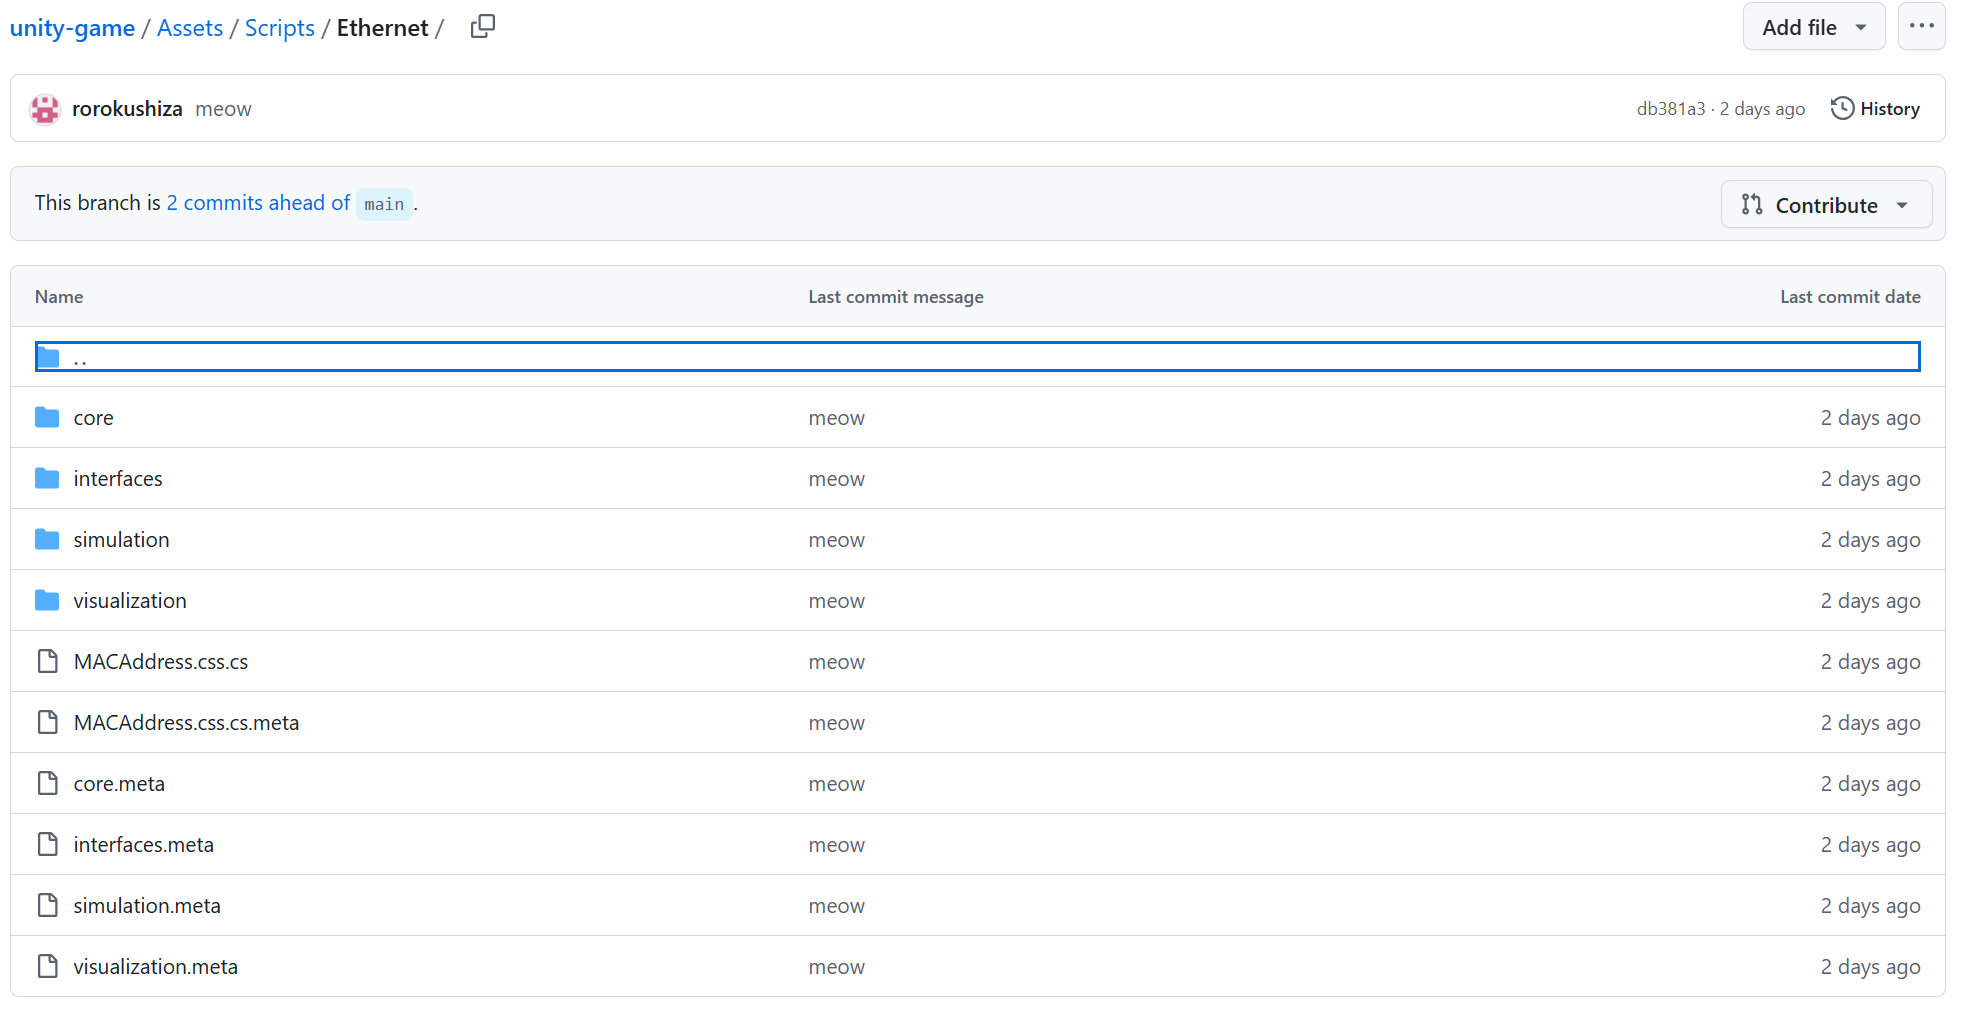 unity-game / Assets / Scripts / Ethernet /
Add file
rorokushiza meow
db381a3 · 2 days ago
History
This branch is 2 commits ahead of main .
Contribute
Name Last commit message Last commit date
..
core meow 2 days ago
interfaces meow 2 days ago
simulation meow 2 days ago
visualization meow 2 days ago
MACAddress.css.cs meow 2 days ago
MACAddress.css.cs.meta meow 2 days ago
core.meta meow 2 days ago
interfaces.meta meow 2 days ago
simulation.meta meow 2 days ago
visualization.meta meow 2 days ago